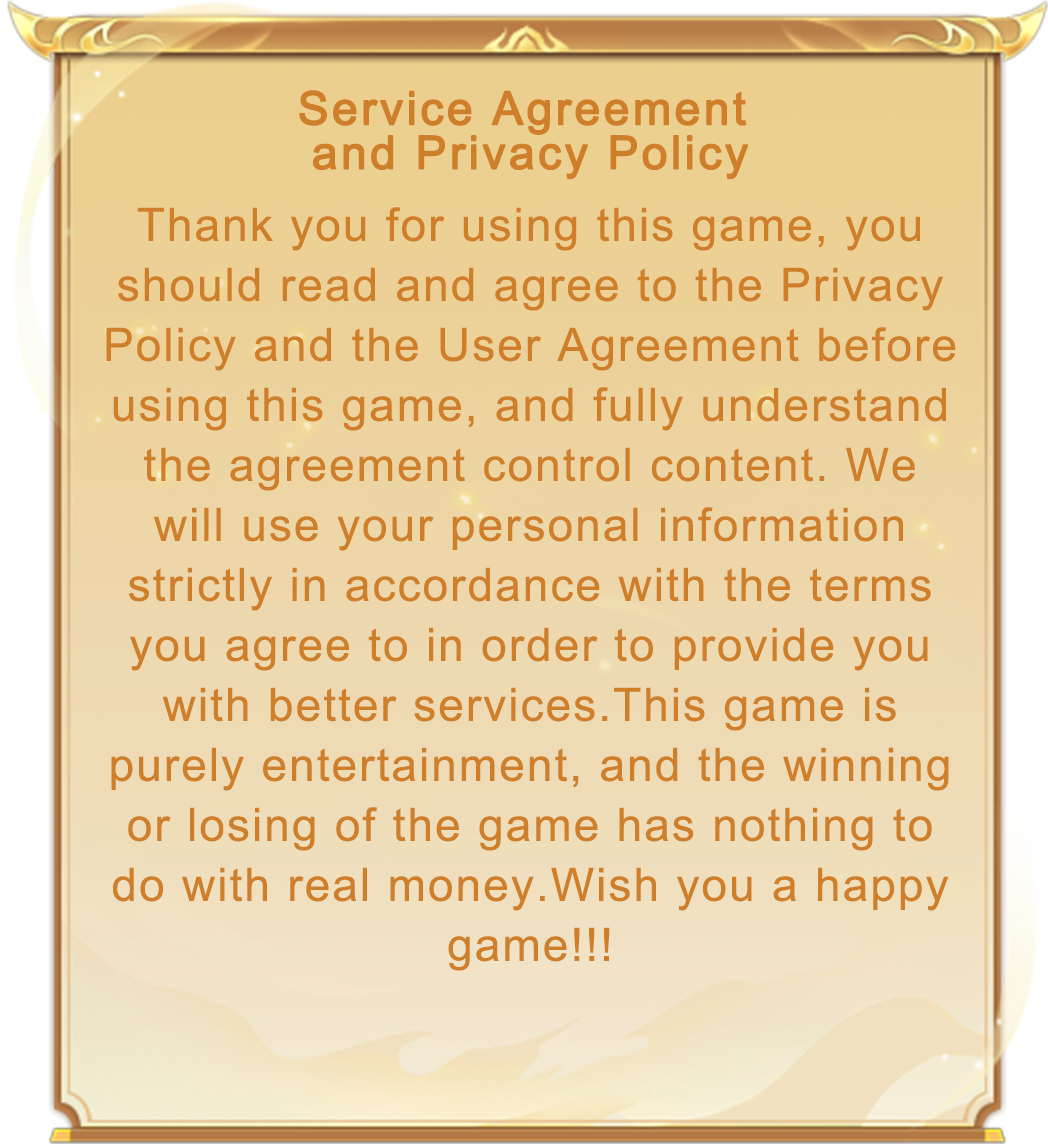 Service Agreement
and Privacy Policy
Thank you for using this game, you
should read and agree to the Privacy
Policy and the User Agreement before
using this game, and fully understand
the agreement control content. We
will use your personal information
strictly in accordance with the terms
you agree to in order to provide you
with better services.This game is
purely entertainment, and the winning
or losing of the game has nothing to
do with real money.Wish you a happy
game!!!